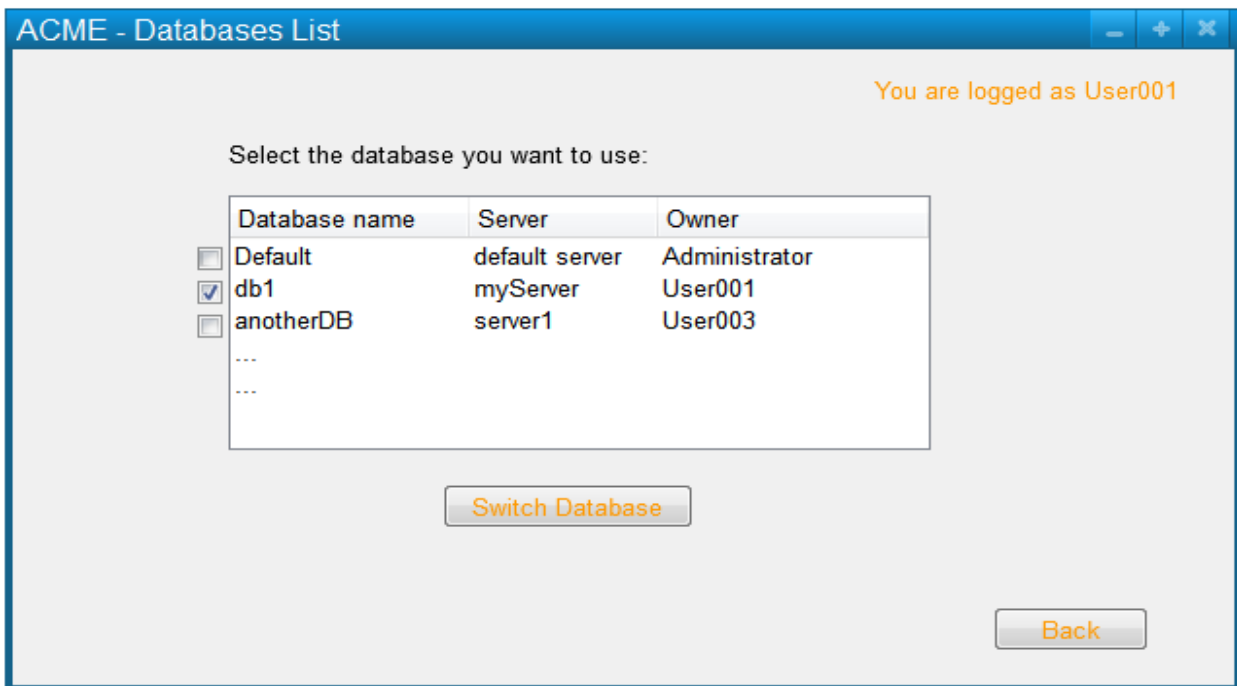 ACME - Databases List
You are logged as User001
Select the database you want to use:
Database name Server Owner
Default default server Administrator
db1 myServer User001
anotherDB server1 User003
---
---
Switch Database
Back